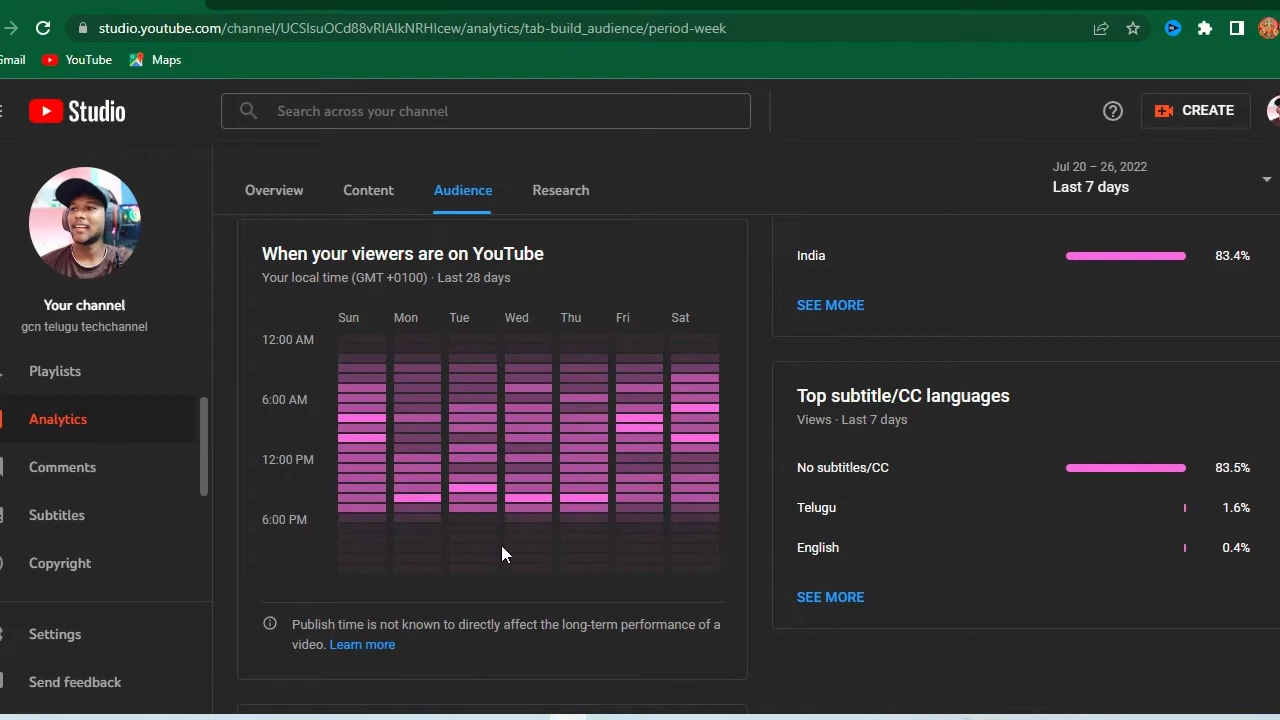 studio.youtube.com/channel/UCSIsuOCd88vRIAIkNRHIcew/analytics/tab-build_audience/period-week
Gmail YouTube Maps
Studio
Search across your channel
CREATE
Your channel
gcn telugu techchannel
Playlists
Analytics
Comments
Subtitles
Copyright
Settings
Send feedback
Overview Content Audience Research
Jul 20 – 26, 2022
Last 7 days
When your viewers are on YouTube
Your local time (GMT +0100) · Last 28 days
Sun Mon Tue Wed Thu Fri Sat
12:00 AM
6:00 AM
12:00 PM
6:00 PM
Publish time is not known to directly affect the long-term performance of a
video. Learn more
India 83.4%
SEE MORE
Top subtitle/CC languages
Views · Last 7 days
No subtitles/CC 83.5%
Telugu 1.6%
English 0.4%
SEE MORE